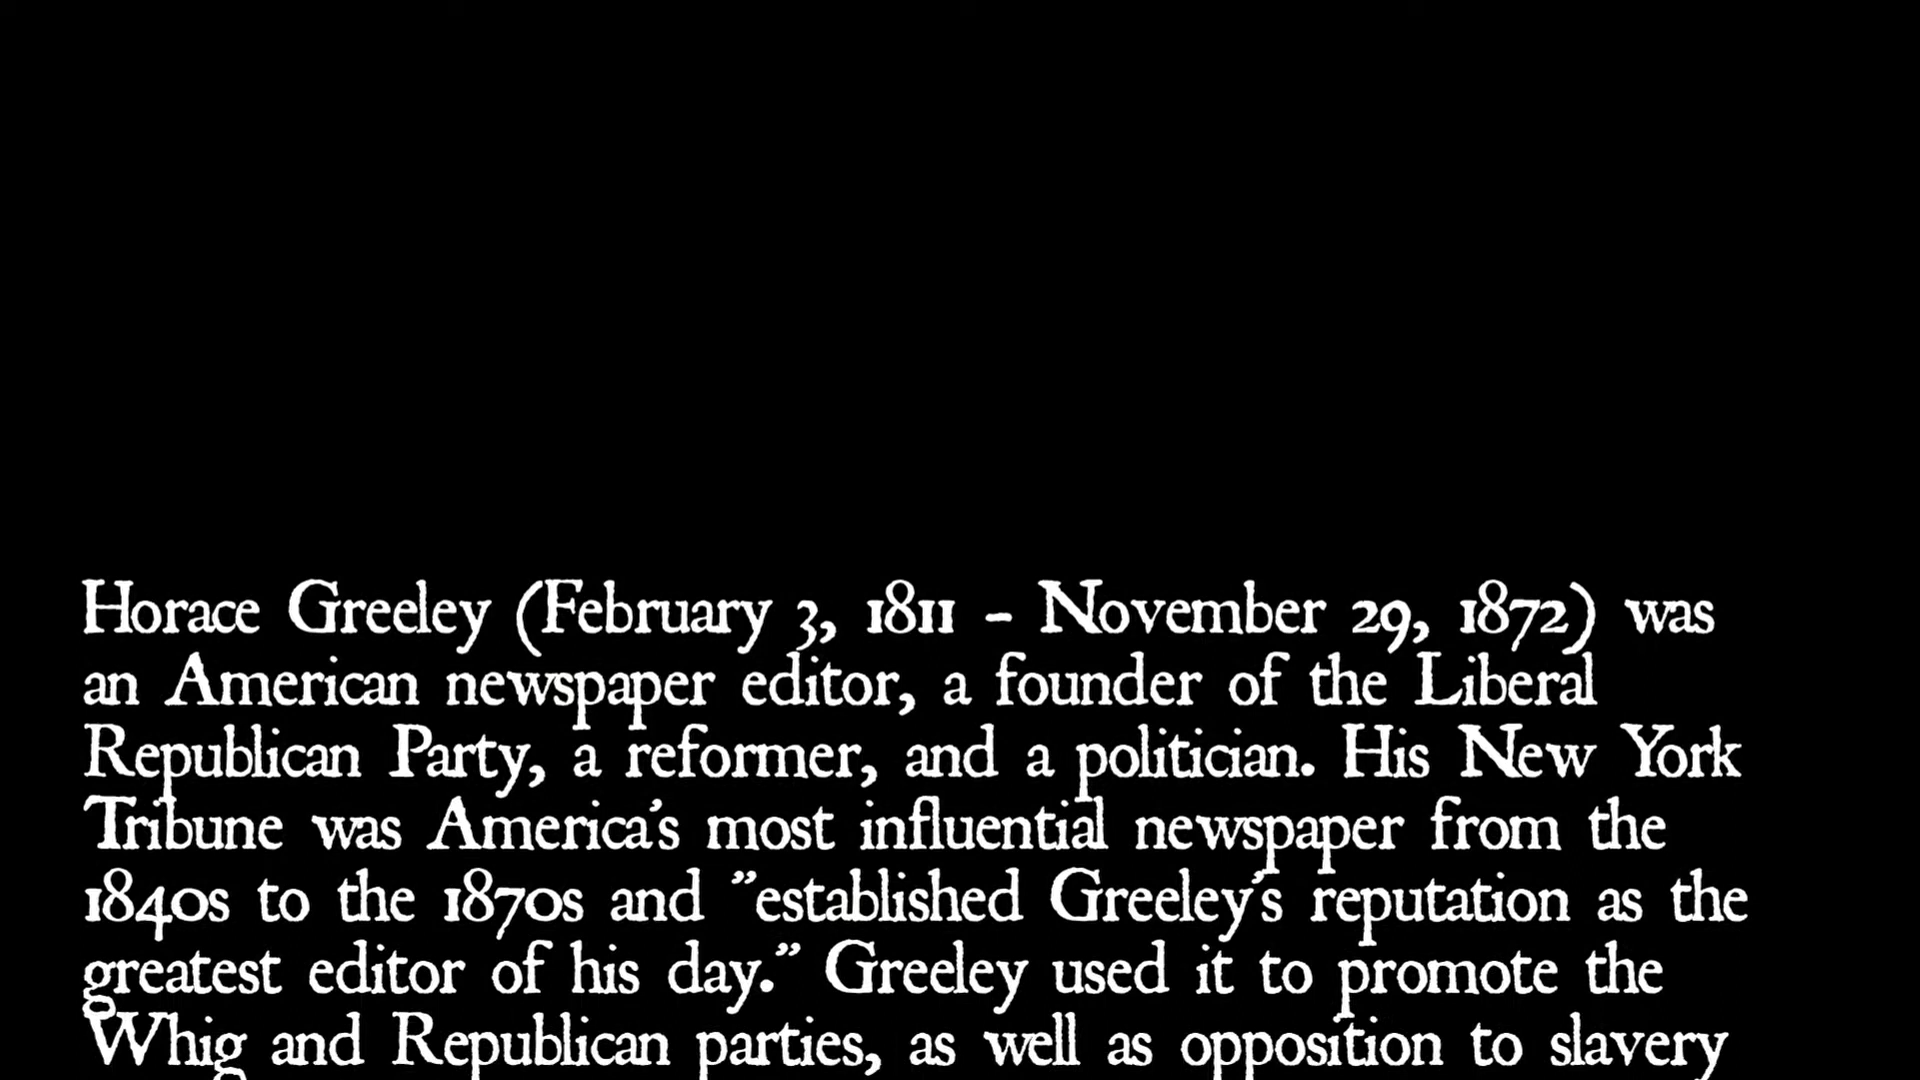 Horace Greeley (February 3, 1811 - November 29, 1872) was
an American newspaper editor, a founder of the Liberal
Republican Party, a reformer, and a politician. His New York
Tribune was America's most influential newspaper from the
1840s to the 1870s and "established Greeley's reputation as the
greatest editor of his day." Greeley used it to promote the
Whig and Republican parties, as well as opposition to slavery